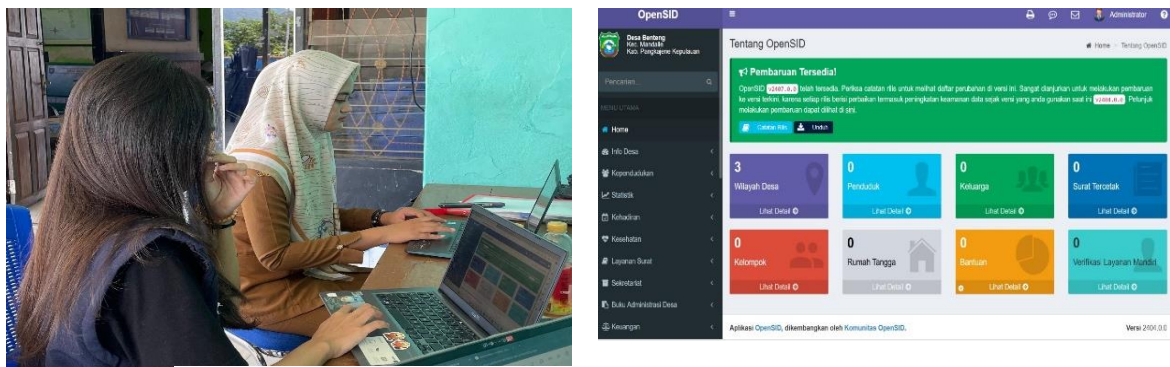 OpenSID
Administrator
Desa Benteng
Kec. Mandalle
Kab. Pangkajene Kepulauan
Tentang OpenSID
Home
Tentang OpenSID
Pencarian...
Pembaruan Tersedia!
OpenSID v2407.0.0 telah tersedia. Periksa catatan rilis untuk melihat daftar perubahan di versi ini. Sangat dianjurkan untuk melakukan pembaruan
ke versi terkini, karena setiap rilis berisi perbaikan termasuk peningkatan keamanan data sejak versi yang anda gunakan saat ini v2404.0.0. Petunjuk
melakukan pembaruan dapat dilihat di sini.
Catatan Rilis
Unduh
MENU UTAMA
Home
Info Desa
Kependudukan
Statistik
Kehadiran
Kesehatan
Layanan Surat
Sekretariat
Buku Administrasi Desa
Keuangan
3
Wilayah Desa
Lihat Detail
0
Penduduk
Lihat Detail
0
Keluarga
Lihat Detail
0
Surat Tercetak
Lihat Detail
0
Kelompok
Lihat Detail
0
Rumah Tangga
Lihat Detail
0
Bantuan
Lihat Detail
0
Verifikasi Layanan Mandiri
Lihat Detail
Aplikasi OpenSID, dikembangkan oleh Komunitas OpenSID.
Versi 2404.0.0